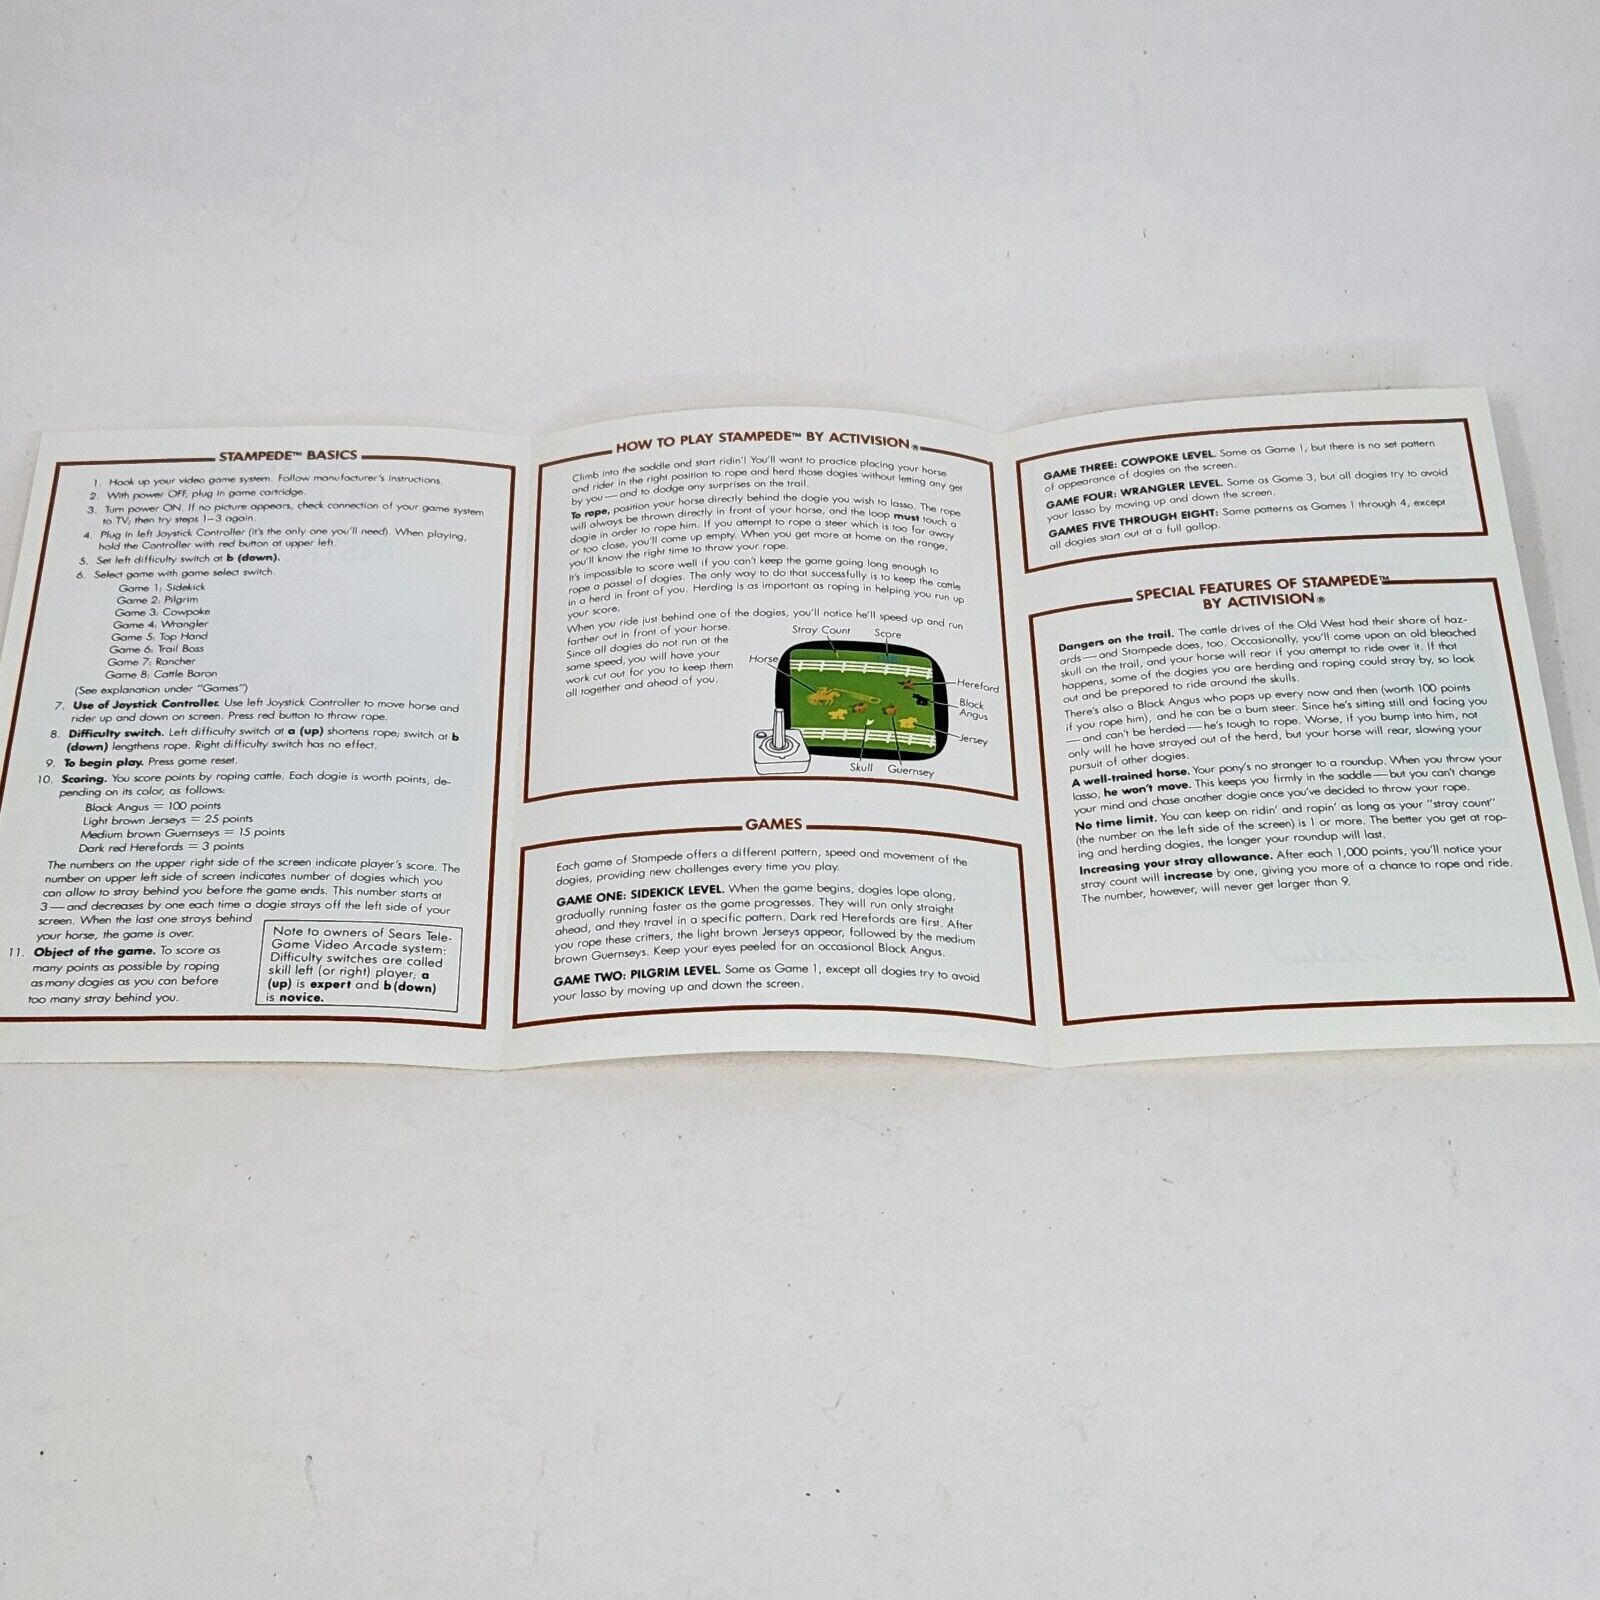 STAMPEDE™ BASICS
1. Hook up your video game system. Follow manufacturer's instructions.
2. With power OFF, plug in game cartridge.
3. Turn power ON. If no picture appears, check connection of your game system
to TV, then try steps 1–3 again.
4. Plug in left Joystick Controller (it's the only one you'll need). When playing,
hold the Controller with red button at upper left.
5. Set left difficulty switch at b (down).
6. Select game with game select switch.
Game 1: Sidekick
Game 2: Pilgrim
Game 3: Cowpoke
Game 4: Wrangler
Game 5: Top Hand
Game 6: Trail Boss
Game 7: Rancher
Game 8: Cattle Baron
(See explanation under "Games")
7. Use of Joystick Controller. Use left Joystick Controller to move horse and
rider up and down on screen. Press red button to throw rope.
8. Difficulty switch. Left difficulty switch at a (up) shortens rope; switch at b
(down) lengthens rope. Right difficulty switch has no effect.
9. To begin play. Press game reset.
10. Scoring. You score points by roping cattle. Each dogie is worth points, de-
pending on its color, as follows:
Black Angus = 100 points
Light brown Jerseys = 25 points
Medium brown Guernseys = 15 points
Dark red Herefords = 3 points
The numbers on the upper right side of the screen indicate player's score. The
number on upper left side of screen indicates number of dogies which you
can allow to stray behind you before the game ends. This number starts at
3—and decreases by one each time a dogie strays off the left side of your
screen. When the last one strays behind
your horse, the game is over.
11. Object of the game. To score as
many points as possible by roping
as many dogies as you can before
too many stray behind you.
Note to owners of Sears Tele-
Game Video Arcade system:
Difficulty switches are called
skill left (or right) player; a
(up) is expert and b (down)
is novice.
HOW TO PLAY STAMPEDE™ BY ACTIVISION®
Climb into the saddle and start ridin'! You'll want to practice placing your horse
and rider in the right position to rope and herd those dogies without letting any get
by you—and to dodge any surprises on the trail.
To rope, position your horse directly behind the dogie you wish to lasso. The rope
will always be thrown directly in front of your horse, and the loop must touch a
dogie in order to rope him. If you attempt to rope a steer which is too far away
or too close, you'll come up empty. When you get more at home on the range,
you'll know the right time to throw your rope.
It's impossible to score well if you can't keep the game going long enough to
rope a passel of dogies. The only way to do that successfully is to keep the cattle
in a herd in front of you. Herding is as important as roping in helping you run up
your score.
When you ride just behind one of the dogies, you'll notice he'll speed up and run
farther out in front of your horse.
Since all dogies do not run at the
same speed, you will have your
work cut out for you to keep them
all together and ahead of you.
Stray Count
Score
Horse
Hereford
Black
Angus
Jersey
Skull
Guernsey
GAMES
Each game of Stampede offers a different pattern, speed and movement of the
dogies, providing new challenges every time you play.
GAME ONE: SIDEKICK LEVEL. When the game begins, dogies lope along,
gradually running faster as the game progresses. They will run only straight
ahead, and they travel in a specific pattern. Dark red Herefords are first. After
you rope these critters, the light brown Jerseys appear, followed by the medium
brown Guernseys. Keep your eyes peeled for an occasional Black Angus.
GAME TWO: PILGRIM LEVEL. Same as Game 1, except all dogies try to avoid
your lasso by moving up and down the screen.
GAME THREE: COWPOKE LEVEL. Same as Game 1, but there is no set pattern
of appearance of dogies on the screen.
GAME FOUR: WRANGLER LEVEL. Same as Game 3, but all dogies try to avoid
your lasso by moving up and down the screen.
GAMES FIVE THROUGH EIGHT: Same patterns as Games 1 through 4, except
all dogies start out at a full gallop.
SPECIAL FEATURES OF STAMPEDE™
BY ACTIVISION®
Dangers on the trail. The cattle drives of the Old West had their share of haz-
ards—and Stampede does, too. Occasionally, you'll come upon an old bleached
skull on the trail, and your horse will rear if you attempt to ride over it. If that
happens, some of the dogies you are herding and roping could stray by, so look
out and be prepared to ride around the skulls.
There's also a Black Angus who pops up every now and then (worth 100 points
if you rope him), and he can be a bum steer. Since he's sitting still and facing you
—and can't be herded—he's tough to rope. Worse, if you bump into him, not
only will he have strayed out of the herd, but your horse will rear, slowing your
pursuit of other dogies.
A well-trained horse. Your pony's no stranger to a roundup. When you throw your
lasso, he won't move. This keeps you firmly in the saddle—but you can't change
your mind and chase another dogie once you've decided to throw your rope.
No time limit. You can keep on ridin' and ropin' as long as your "stray count"
(the number on the left side of the screen) is 1 or more. The better you get at rop-
ing and herding dogies, the longer your roundup will last.
Increasing your stray allowance. After each 1,000 points, you'll notice your
stray count will increase by one, giving you more of a chance to rope and ride.
The number, however, will never get larger than 9.